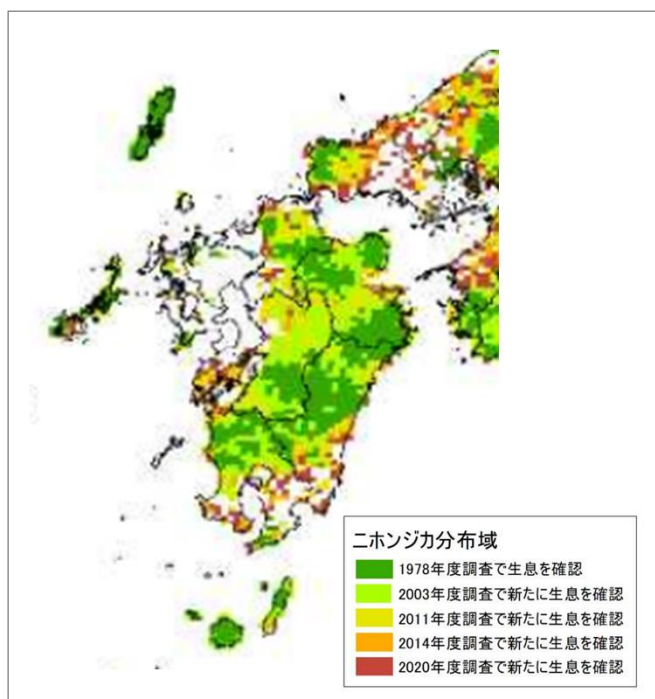 ニホンジカ分布域
1978年度調査で生息を確認
2003年度調査で新たに生息を確認
2011年度調査で新たに生息を確認
2014年度調査で新たに生息を確認
2020年度調査で新たに生息を確認